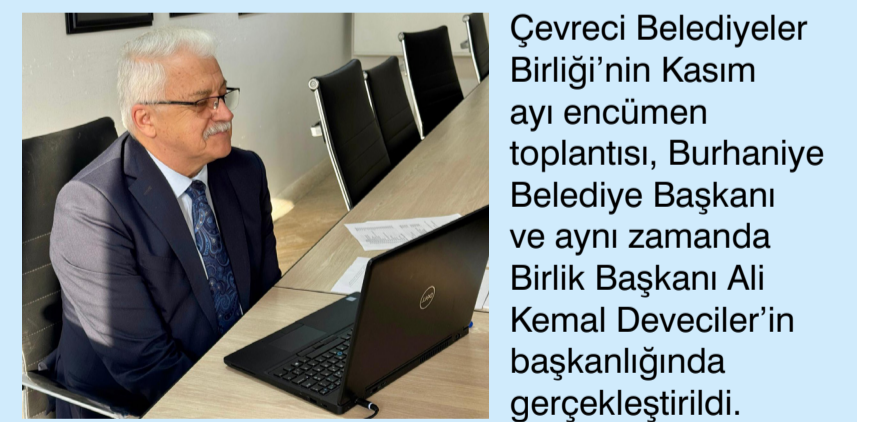 Çevreci Belediyeler
Birliği’nin Kasım
ayı encümen
toplantısı, Burhaniye
Belediye Başkanı
ve aynı zamanda
Birlik Başkanı Ali
Kemal Deveciler’in
başkanlığında
gerçekleştirildi.